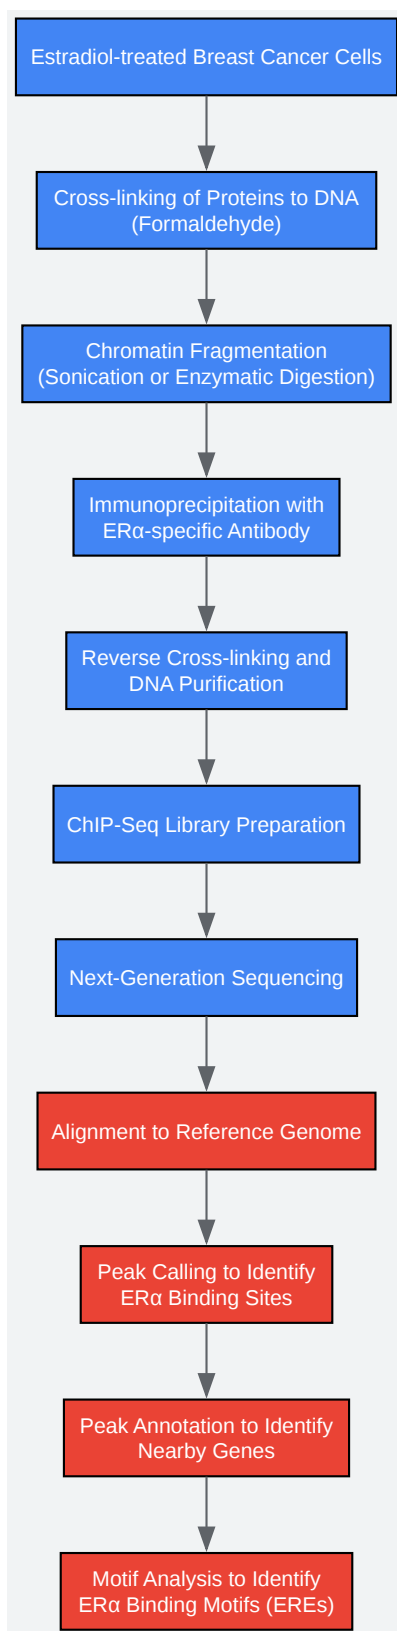 Estradiol-treated Breast Cancer Cells
Cross-linking of Proteins to DNA
(Formaldehyde)
Chromatin Fragmentation
(Sonication or Enzymatic Digestion)
Immunoprecipitation with
ERα-specific Antibody
Reverse Cross-linking and
DNA Purification
ChIP-Seq Library Preparation
Next-Generation Sequencing
Alignment to Reference Genome
Peak Calling to Identify
ERα Binding Sites
Peak Annotation to Identify
Nearby Genes
Motif Analysis to Identify
ERα Binding Motifs (EREs)